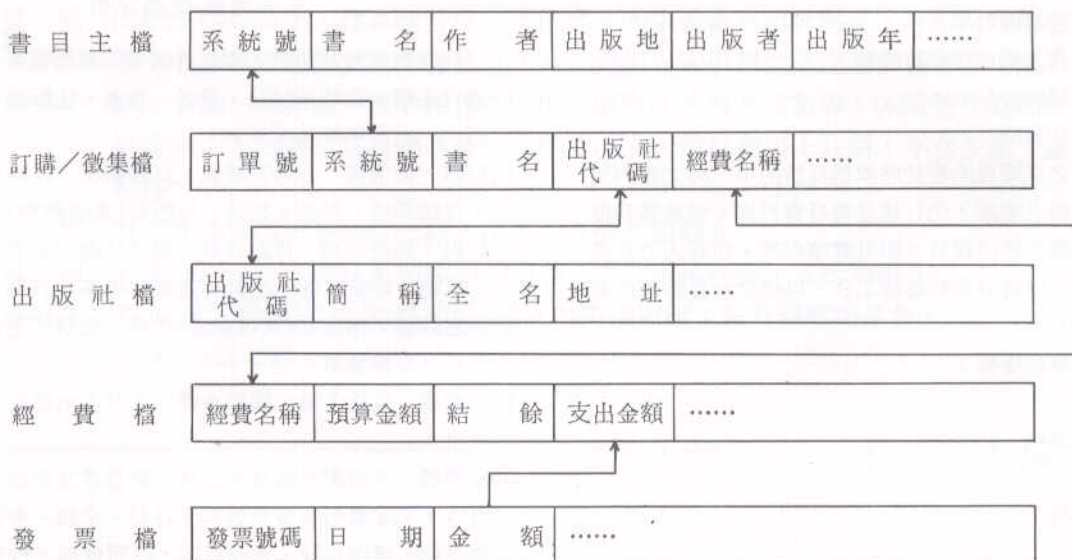 書目主檔 系統號 書名 作者 出版地 出版者 出版年 ……
訂購／徵集檔 訂單號 系統號 書名 出版社代碼 經費名稱 ……
出版社檔 出版社代碼 簡稱 全名 地址 ……
經費檔 經費名稱 預算金額 結餘 支出金額 ……
發票檔 發票號碼 日期 金額 ……